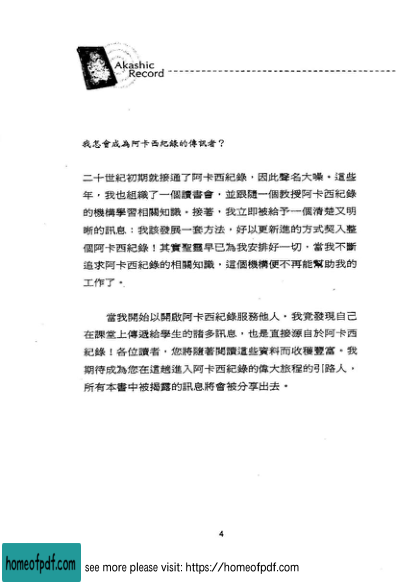 Akashic
Record
我怎會成為阿卡西紀錄的傳訊者？
二十世紀初期就接通了阿卡西紀錄，因此聲名大噪。這些
年，我也組織了一個讀書會，並跟隨一個教授阿卡西紀錄
的機構學習相關知識。接著，我立即被給予一個清楚又明
晰的訊息：我該發展一套方法，好以更新進的方式契入整
個阿卡西紀錄！其實聖靈早已為我安排好一切，當我不斷
追求阿卡西紀錄的相關知識，這個機構便不再能幫助我的
工作了。
當我開始以開啟阿卡西紀錄服務他人。我竟發現自己
在課堂上傳遞給學生的諸多訊息，也是直接源自於阿卡西
紀錄！各位讀者，您將隨著閱讀這些資料而收穫豐富。我
期待成為您在這趟進入阿卡西紀錄的偉大旅程的引路人，
所有本書中被揭露的訊息將會被分享出去。
4
homeofpdf.com
see more please visit: https://homeofpdf.com